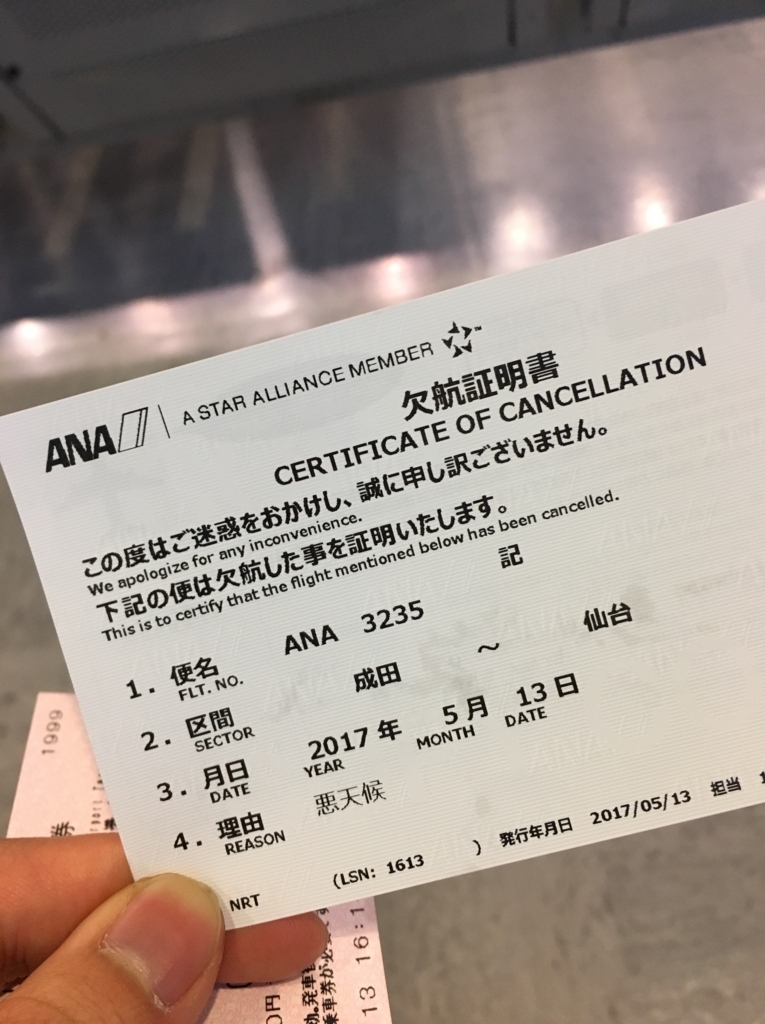 ANA A STAR ALLIANCE MEMBER
欠航証明書
CERTIFICATE OF CANCELLATION
この度はご迷惑をおかけし、誠に申し訳ございません。
We apologize for any inconvenience.
下記の便は欠航した事を証明いたします。
This is to certify that the flight mentioned below has been cancelled.
記
1. 便名 ANA 3235
FLT. NO.
2. 区間 成田 ～ 仙台
SECTOR
3. 月日 2017 年 5 月 13 日
DATE YEAR MONTH DATE
4. 理由 悪天候
REASON
NRT (LSN: 1613 ) 発行年月日 2017/05/13 担当 1
1999
券
0円
13 16:1